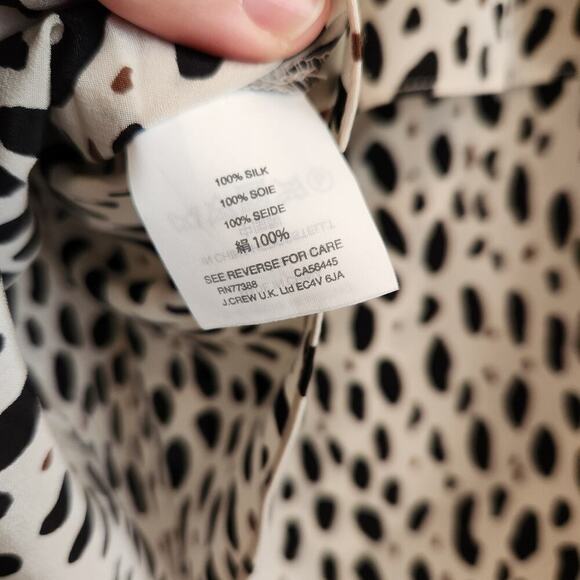 100% SILK
100% SOIE
100% SEIDE
絹 100%
SEE REVERSE FOR CARE
RN77388 CA56445
J.CREW U.K. Ltd EC4V 6JA